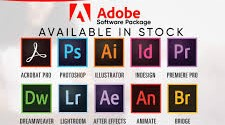 Adobe
Software Package
AVAILABLE IN STOCK
Ps Ai Id Pr
ACROBAT PRO PHOTOSHOP ILLUSTRATOR INDESIGN PREMIERE PRO
Dw Lr Ae An Br
DREAMWEAVER LIGHTROOM AFTER EFFECTS ANIMATE BRIDGE